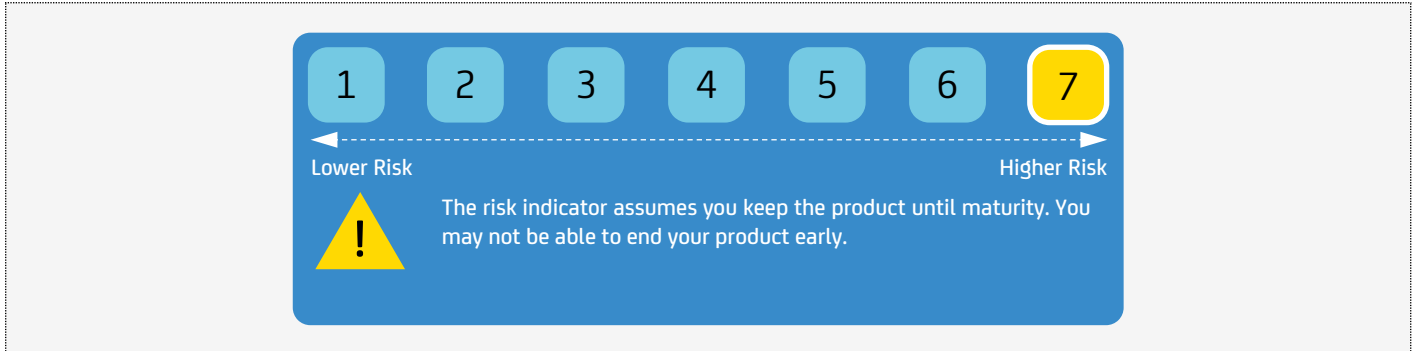 1 2 3 4 5 6 7
Lower Risk Higher Risk
!
The risk indicator assumes you keep the product until maturity. You
may not be able to end your product early.